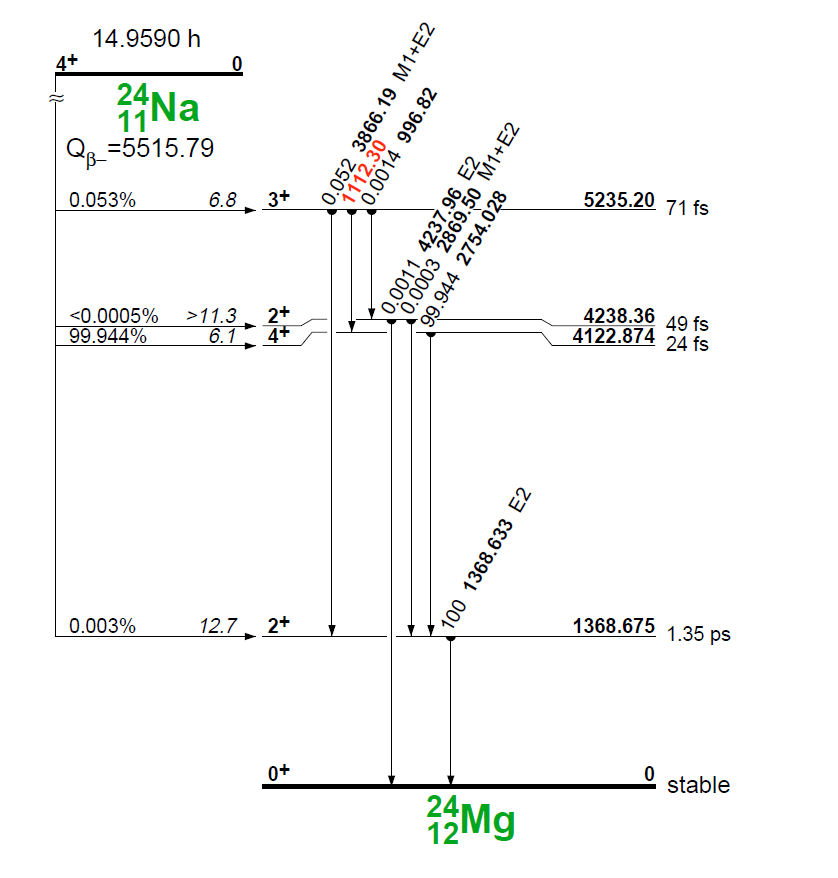 14.9590 h
4+ 0
24
11Na
Qβ−=5515.79
0.052 3866.19 M1+E2
1112.30
0.0014 996.82
0.053% 6.8 3+ 5235.20 71 fs
0.0011 4237.96 E2
0.0003 2869.50 M1+E2
99.944 2754.028
<0.0005% >11.3 2+ 4238.36 49 fs
99.944% 6.1 4+ 4122.874 24 fs
100 1368.633 E2
0.003% 12.7 2+ 1368.675 1.35 ps
0+ 0 stable
24
12Mg